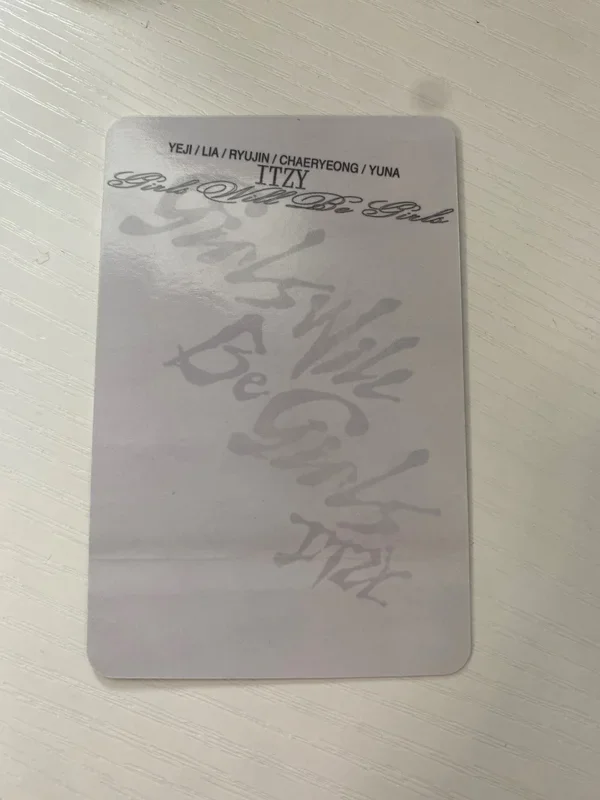 YEJI / LIA / RYUJIN / CHAERYEONG / YUNA
ITZY
Girls Will Be Girls
Girls Will
Be Girls
ITZY